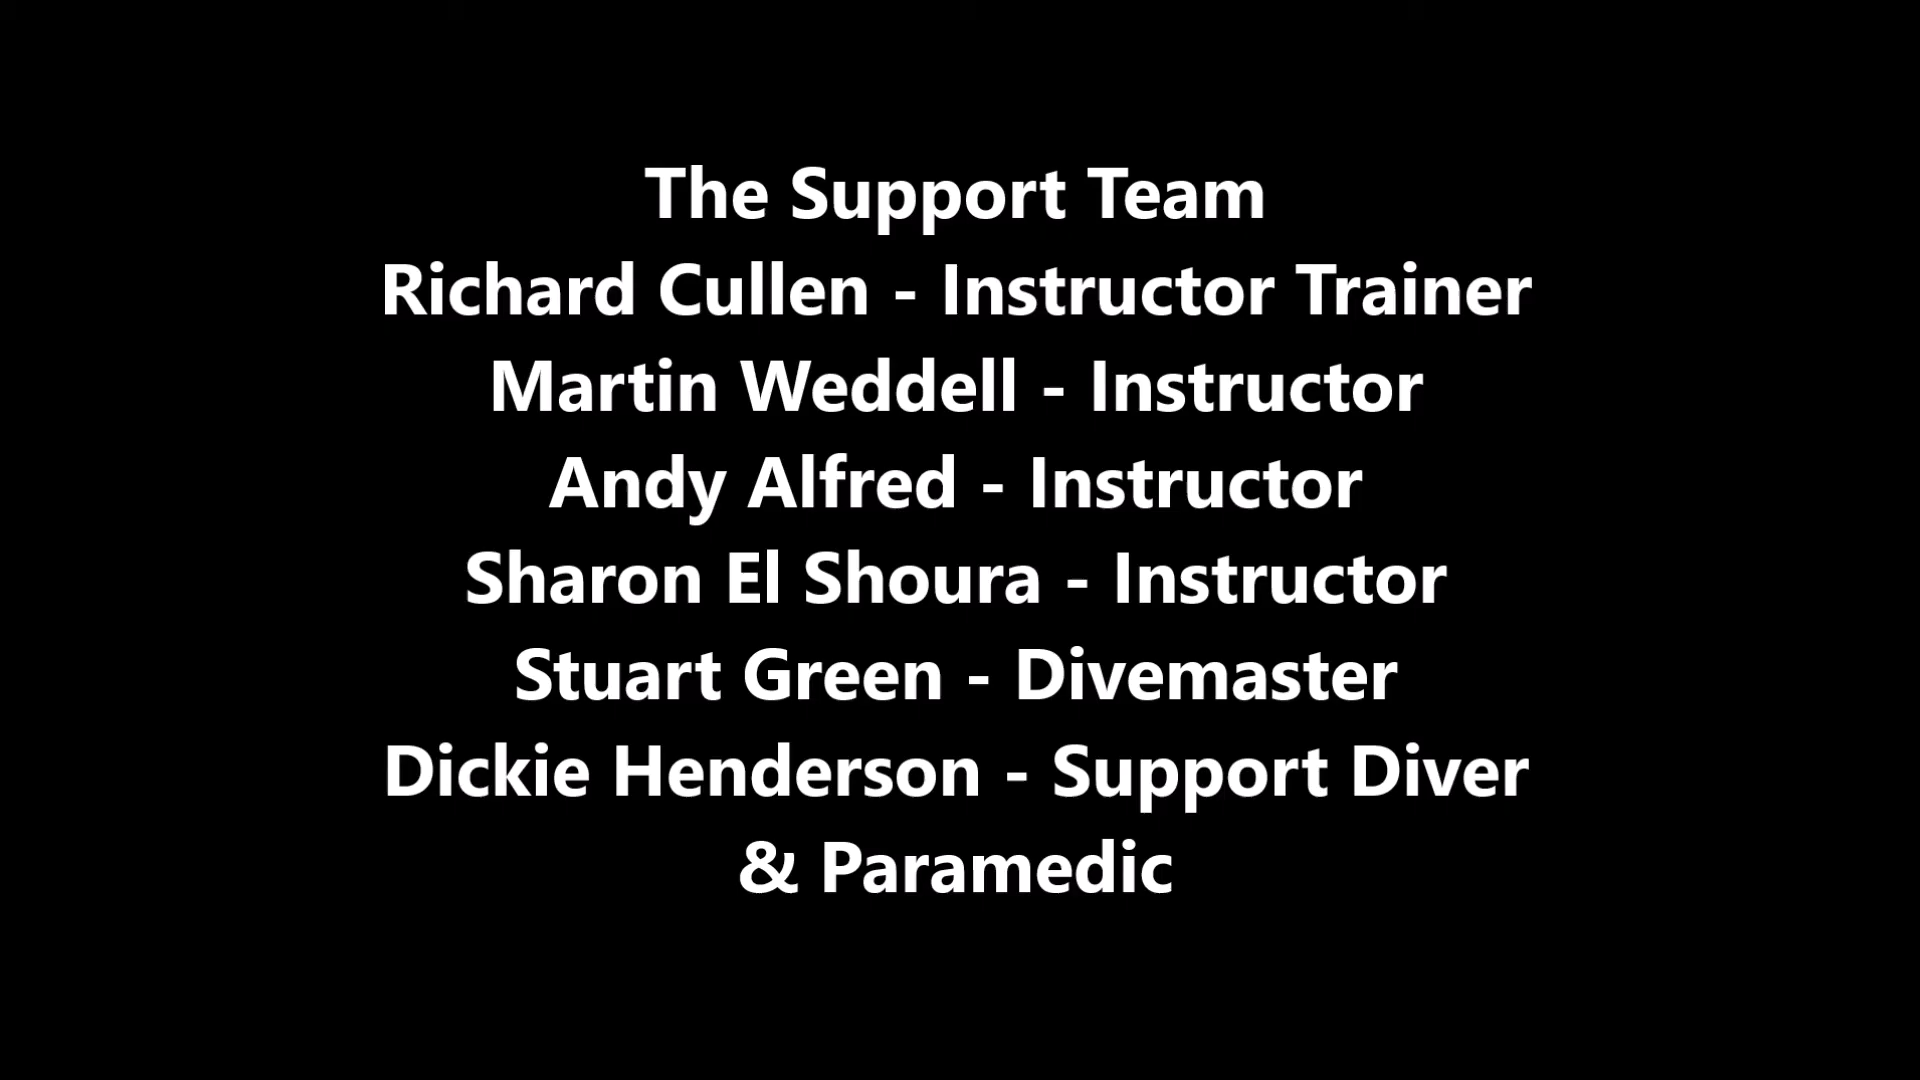 The Support Team
Richard Cullen - Instructor Trainer
Martin Weddell - Instructor
Andy Alfred - Instructor
Sharon El Shoura - Instructor
Stuart Green - Divemaster
Dickie Henderson - Support Diver
& Paramedic